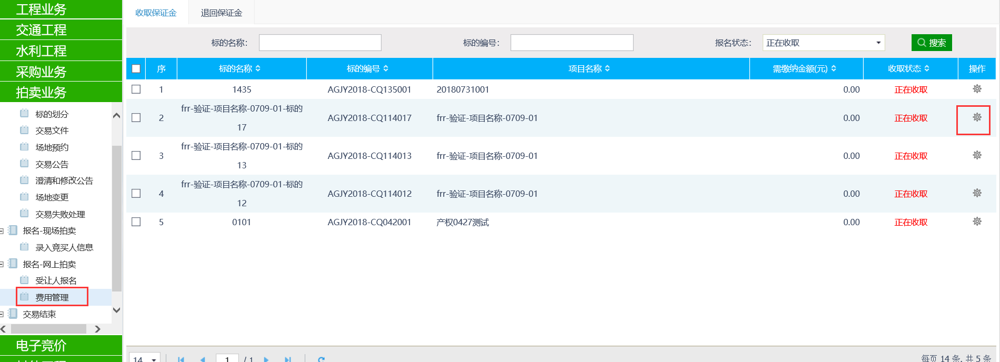 工程业务
交通工程
水利工程
采购业务
拍卖业务
标的划分
交易文件
场地预约
交易公告
澄清和修改公告
场地变更
交易失败处理
报名-现场拍卖
录入竞买人信息
报名-网上拍卖
受让人报名
费用管理
交易结束
电子竞价
收取保证金 退回保证金
标的名称: 标的编号: 报名状态: 正在收取 搜索
序 标的名称 标的编号 项目名称 需缴纳金额(元) 收取状态 操作
1 1435 AGJY2018-CQ135001 20180731001 0.00 正在收取
2 frr-验证-项目名称-0709-01-标的 AGJY2018-CQ114017 frr-验证-项目名称-0709-01 0.00 正在收取
17
3 frr-验证-项目名称-0709-01-标的 AGJY2018-CQ114013 frr-验证-项目名称-0709-01 0.00 正在收取
13
4 frr-验证-项目名称-0709-01-标的 AGJY2018-CQ114012 frr-验证-项目名称-0709-01 0.00 正在收取
12
5 0101 AGJY2018-CQ042001 产权0427测试 0.00 正在收取
14 1 / 1 每页 14 条, 共 5 条